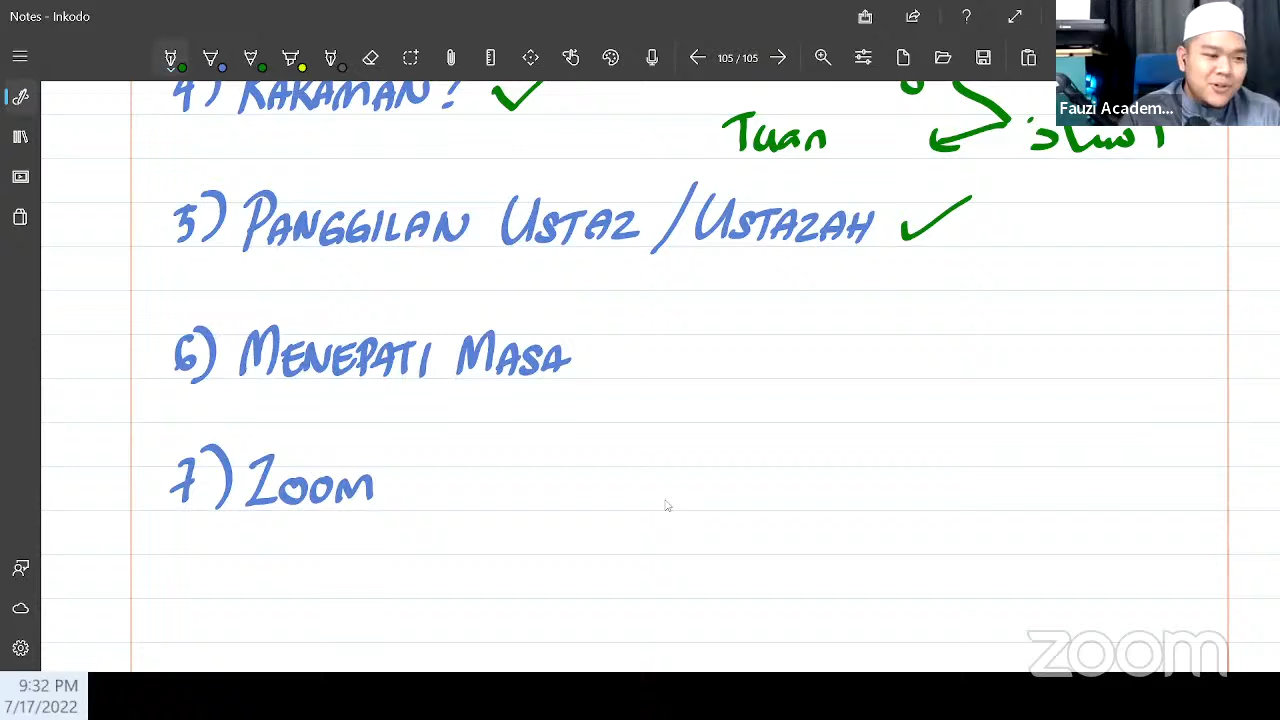 Notes - Inkodo
105 / 105
Fauzi Academ...
4) RAKAMAN? ✓
Tuan
5) PANGGILAN USTAZ / USTAZAH ✓
6) MENEPATI MASA
7) ZOOM
zoom
9:32 PM
7/17/2022